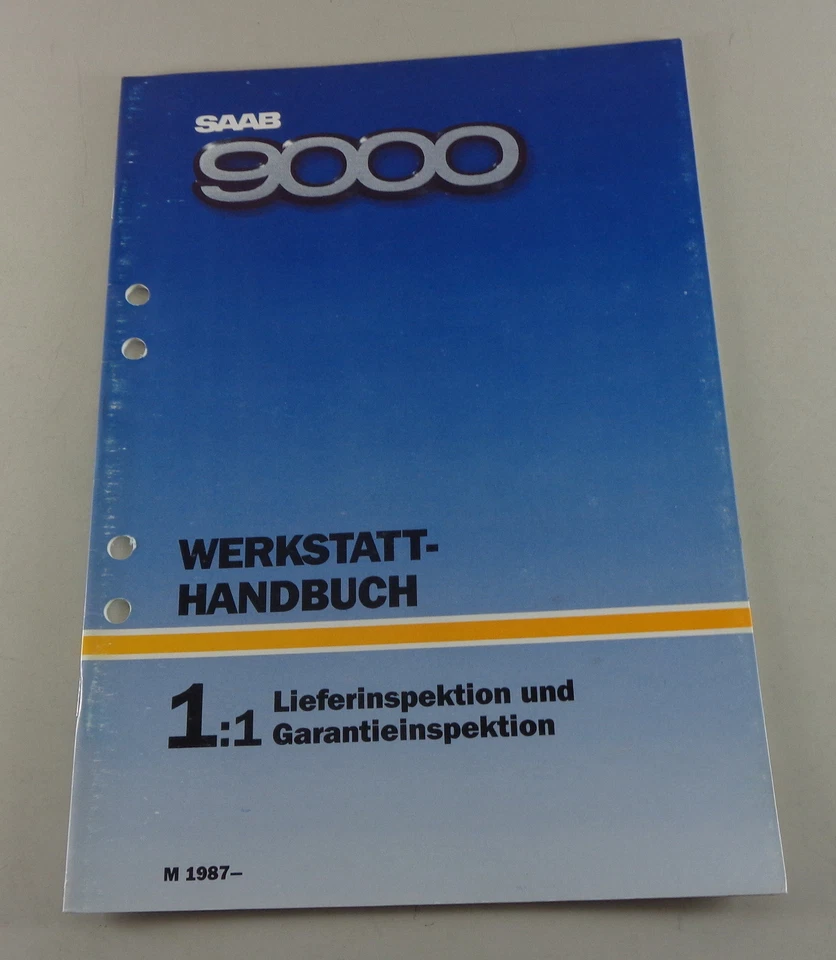 SAAB
9000
WERKSTATT-
HANDBUCH
1:1 Lieferinspektion und
Garantieinspektion
M 1987–